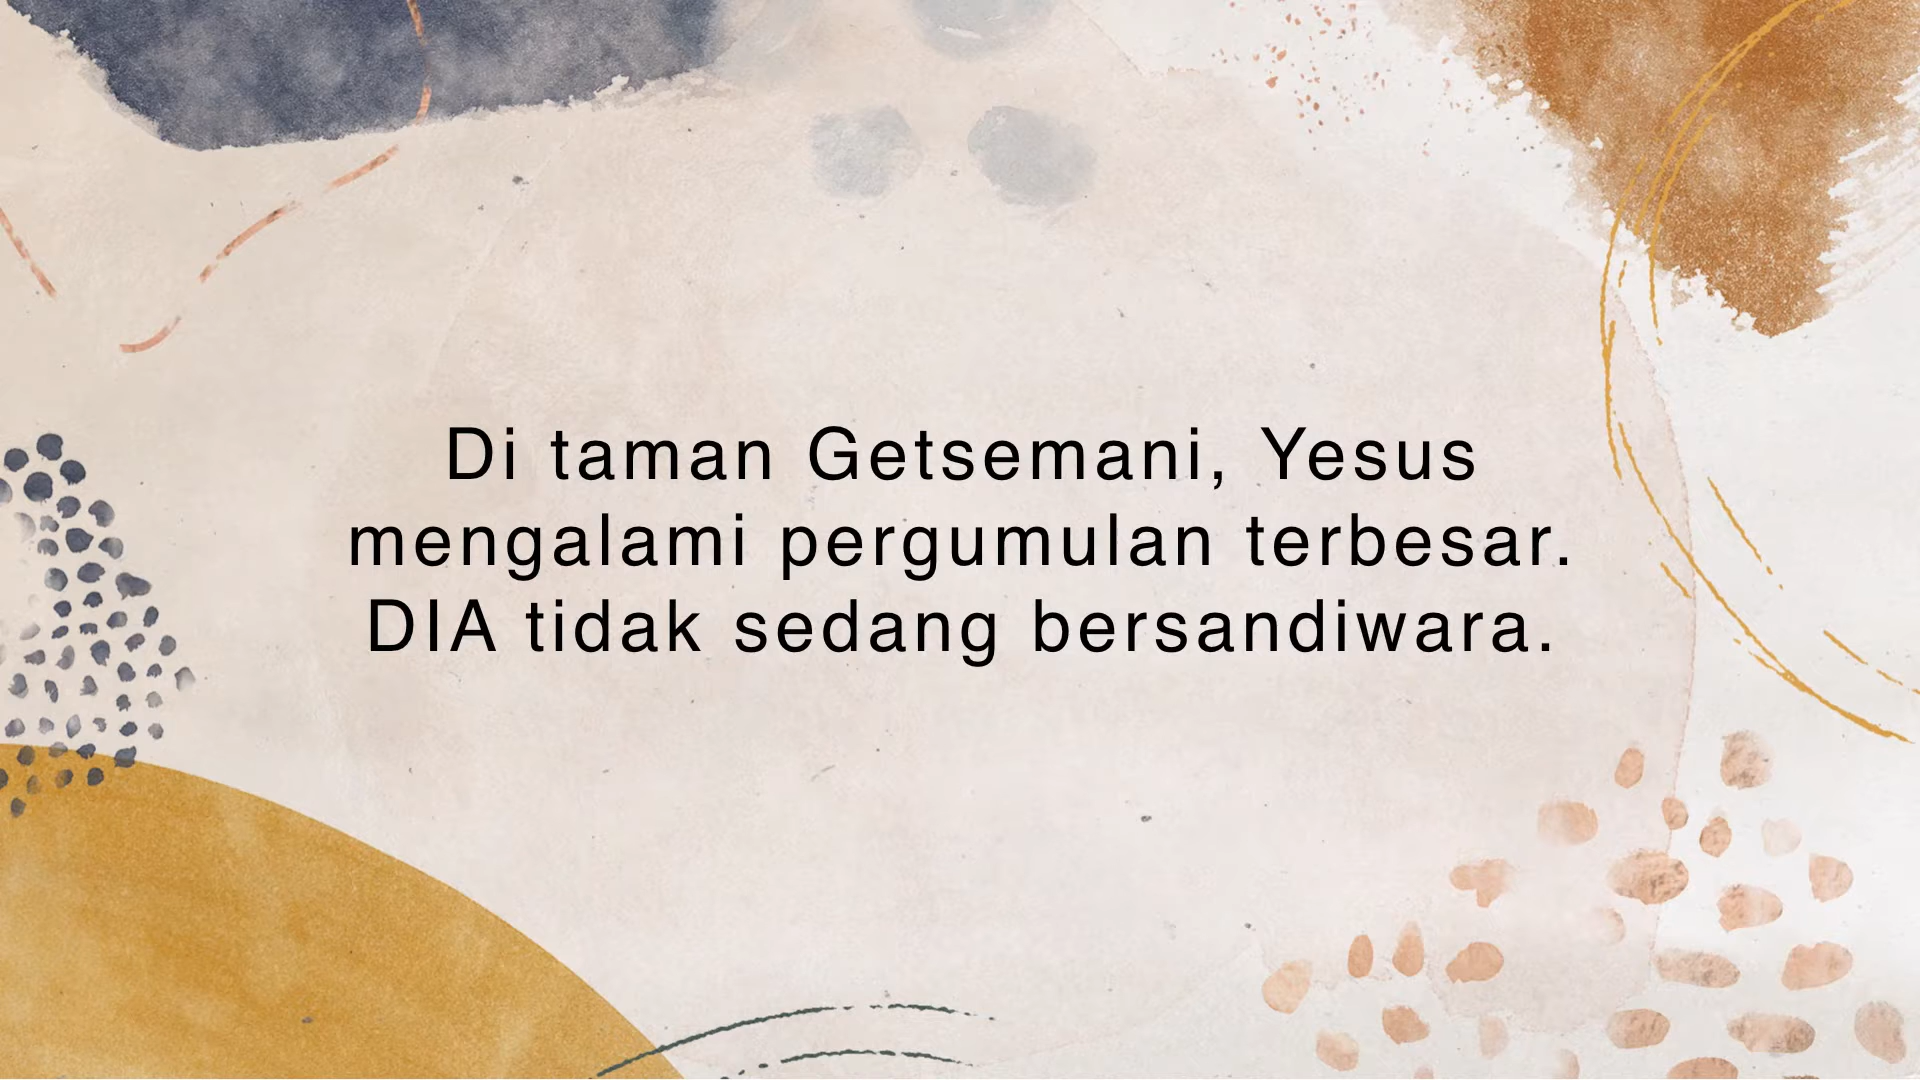 Di taman Getsemani, Yesus
mengalami pergumulan terbesar.
DIA tidak sedang bersandiwara.